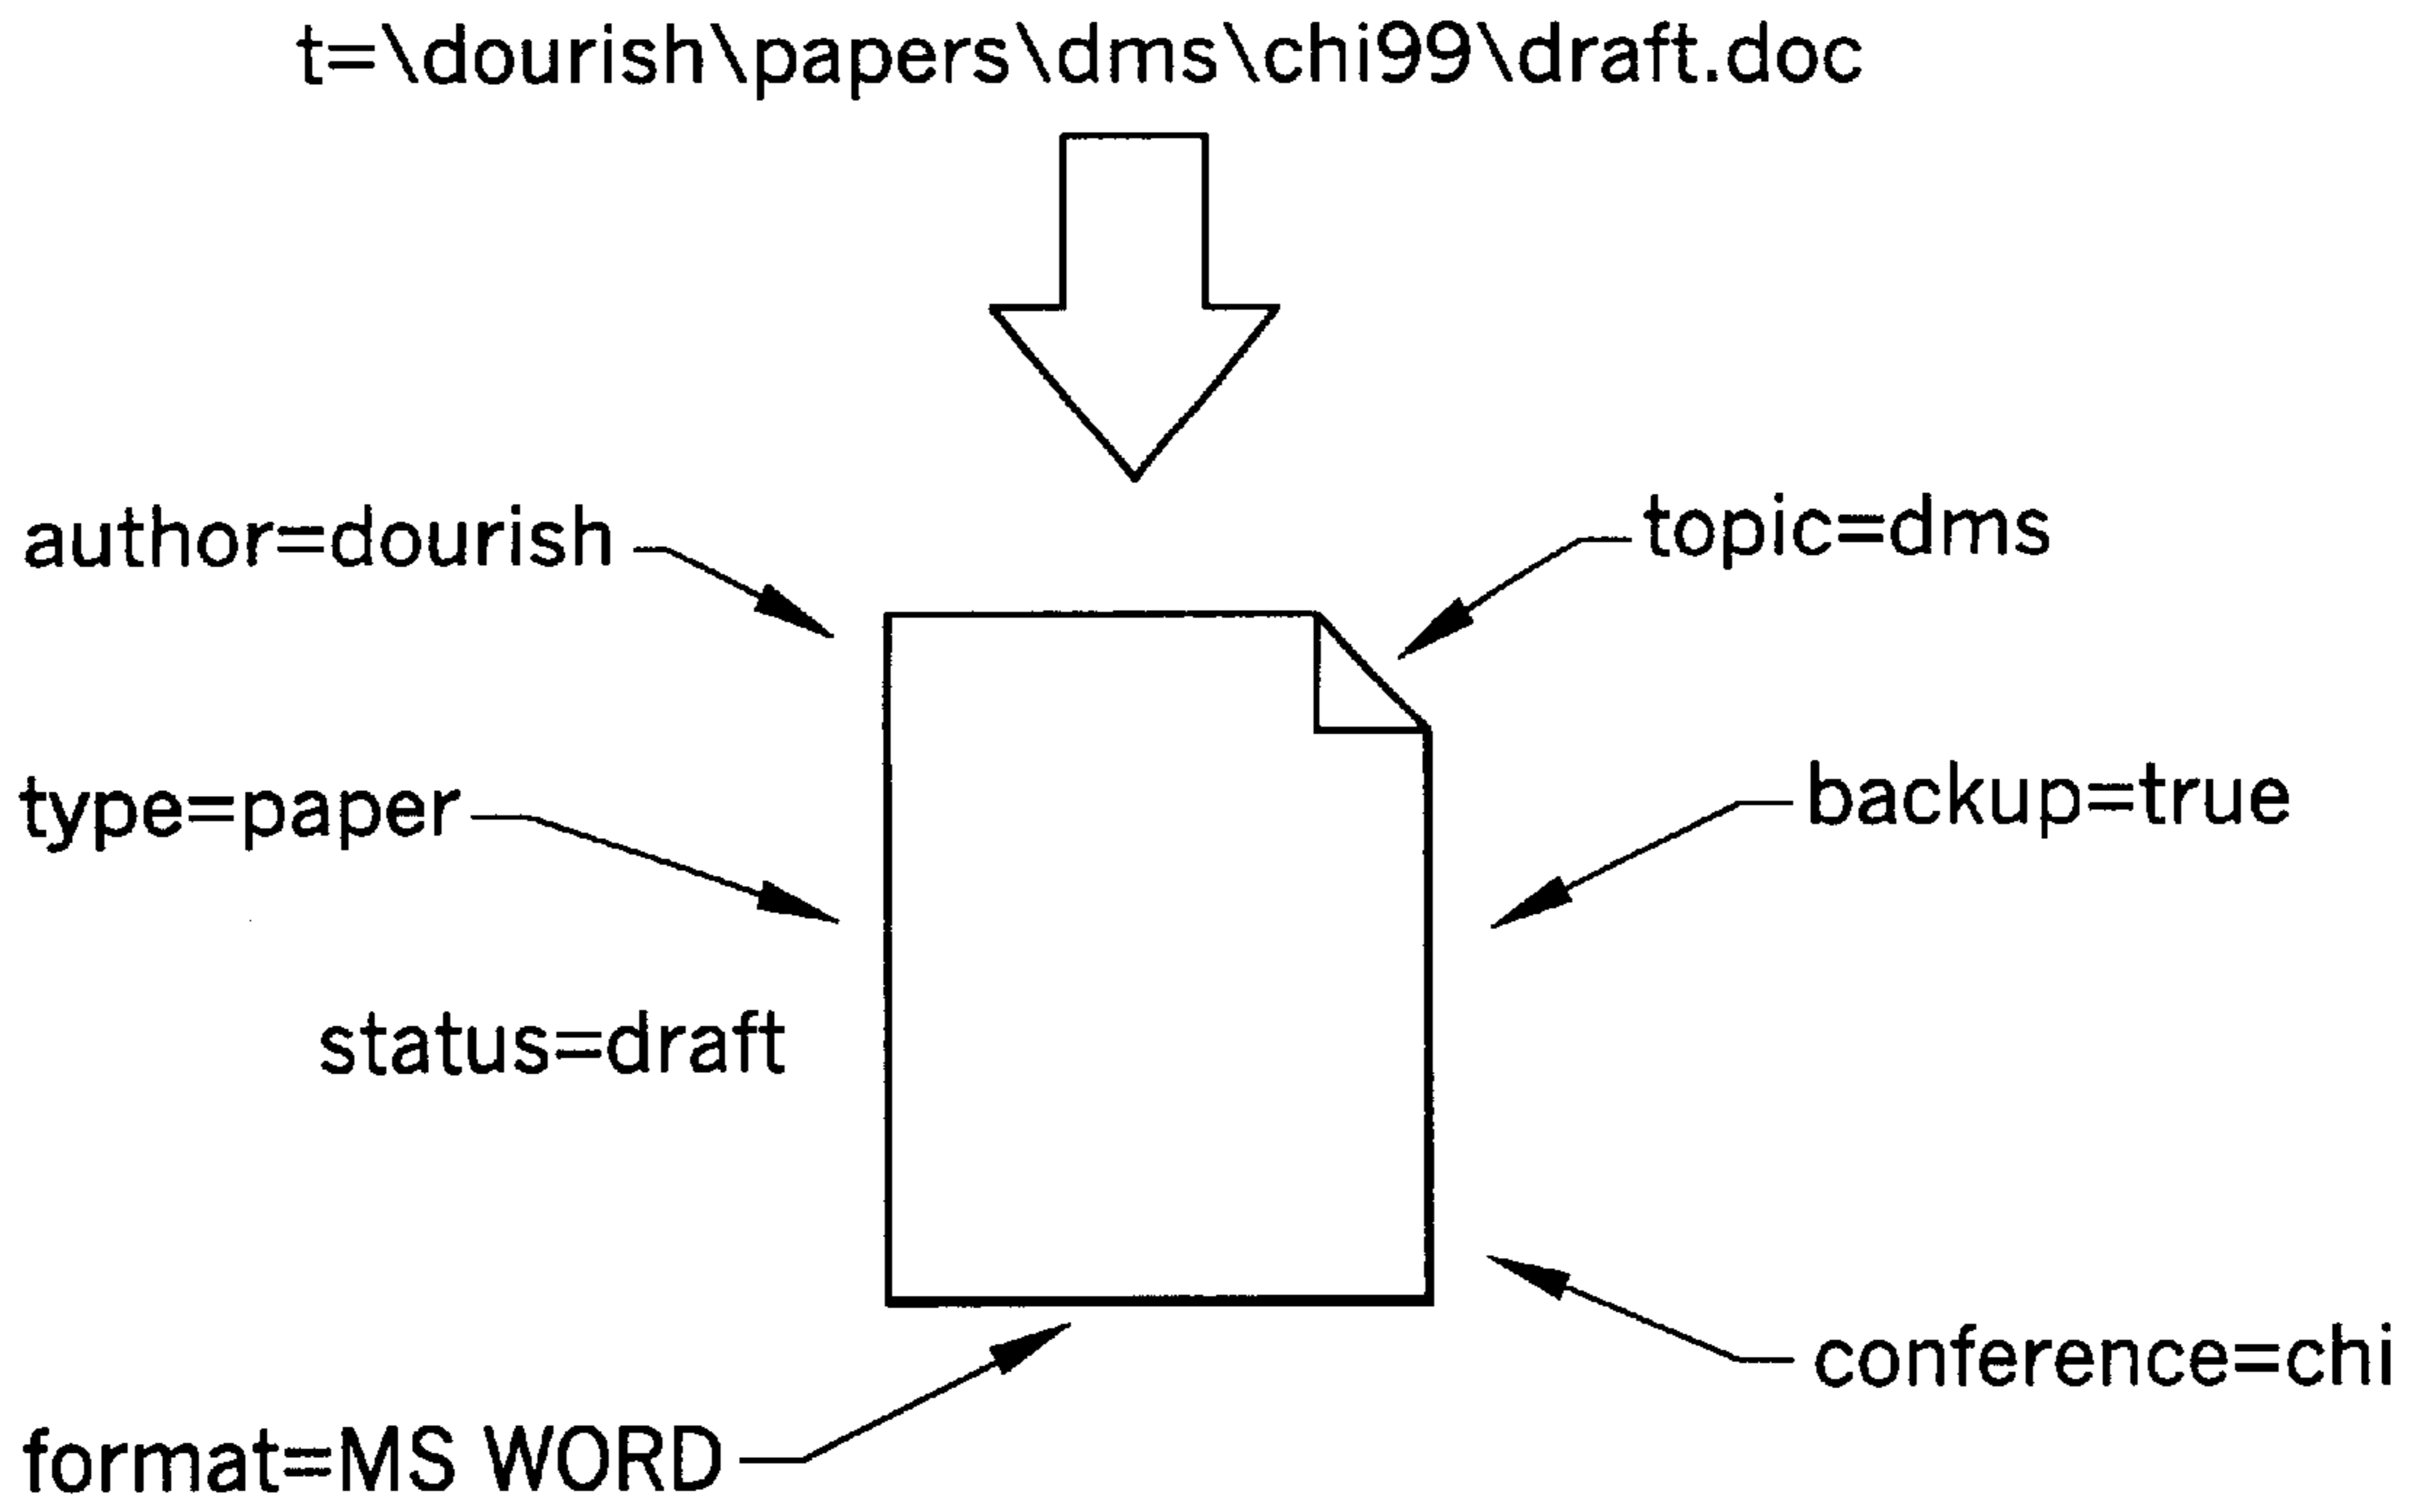 t=\dourish\papers\dms\chi99\draft.doc
author=dourish
topic=dms
type=paper
backup=true
status=draft
conference=chi
format=MS WORD